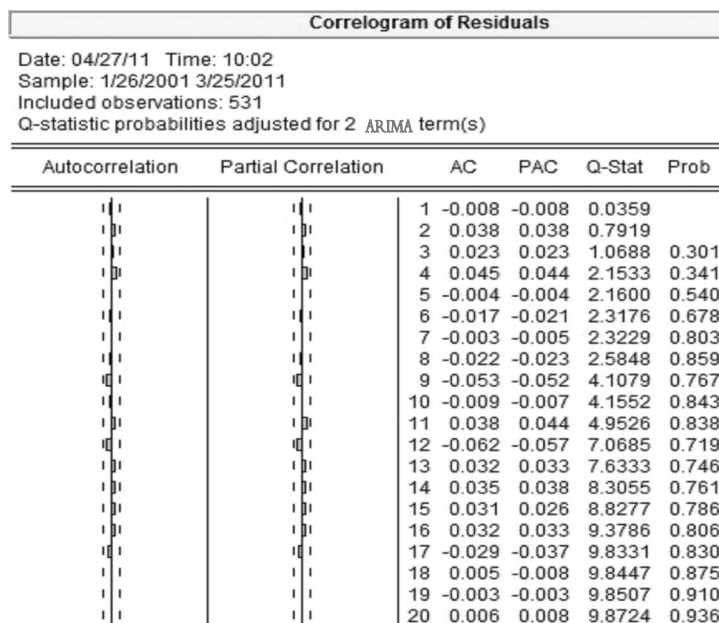 Correlogram of Residuals
Date: 04/27/11 Time: 10:02
Sample: 1/26/2001 3/25/2011
Included observations: 531
Q-statistic probabilities adjusted for 2 ARIMA term(s)
Autocorrelation Partial Correlation AC PAC Q-Stat Prob
1 -0.008 -0.008 0.0359
2 0.038 0.038 0.7919
3 0.023 0.023 1.0688 0.301
4 0.045 0.044 2.1533 0.341
5 -0.004 -0.004 2.1600 0.540
6 -0.017 -0.021 2.3176 0.678
7 -0.003 -0.005 2.3229 0.803
8 -0.022 -0.023 2.5848 0.859
9 -0.053 -0.052 4.1079 0.767
10 -0.009 -0.007 4.1552 0.843
11 0.038 0.044 4.9526 0.838
12 -0.062 -0.057 7.0685 0.719
13 0.032 0.033 7.6333 0.746
14 0.035 0.038 8.3055 0.761
15 0.031 0.026 8.8277 0.786
16 0.032 0.033 9.3786 0.806
17 -0.029 -0.037 9.8331 0.830
18 0.005 -0.008 9.8447 0.875
19 -0.003 -0.003 9.8507 0.910
20 0.006 0.008 9.8724 0.936